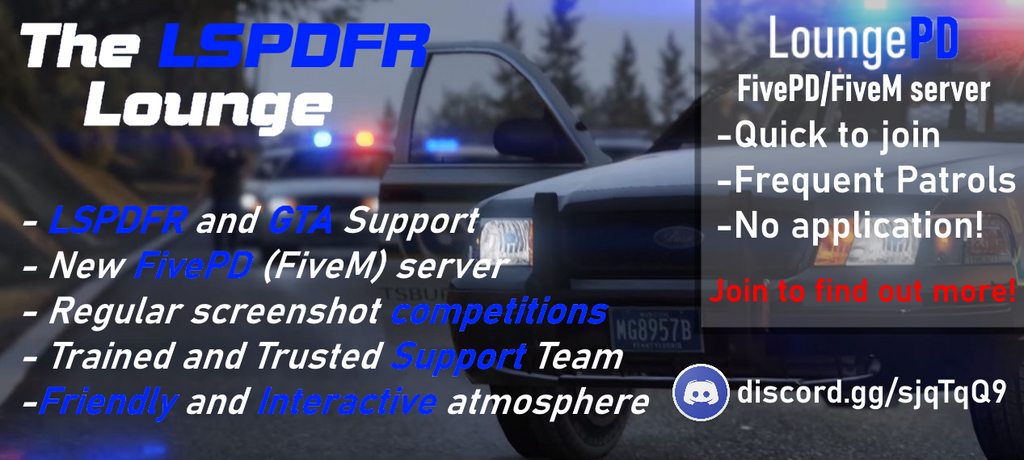 The LSPDFR
Lounge
- LSPDFR and GTA Support
- New FivePD (FiveM) server
- Regular screenshot competitions
- Trained and Trusted Support Team
-Friendly and Interactive atmosphere
LoungePD
FivePD/FiveM server
-Quick to join
-Frequent Patrols
-No application!
Join to find out more!
discord.gg/sjqTqQ9
Ford
MG8957B